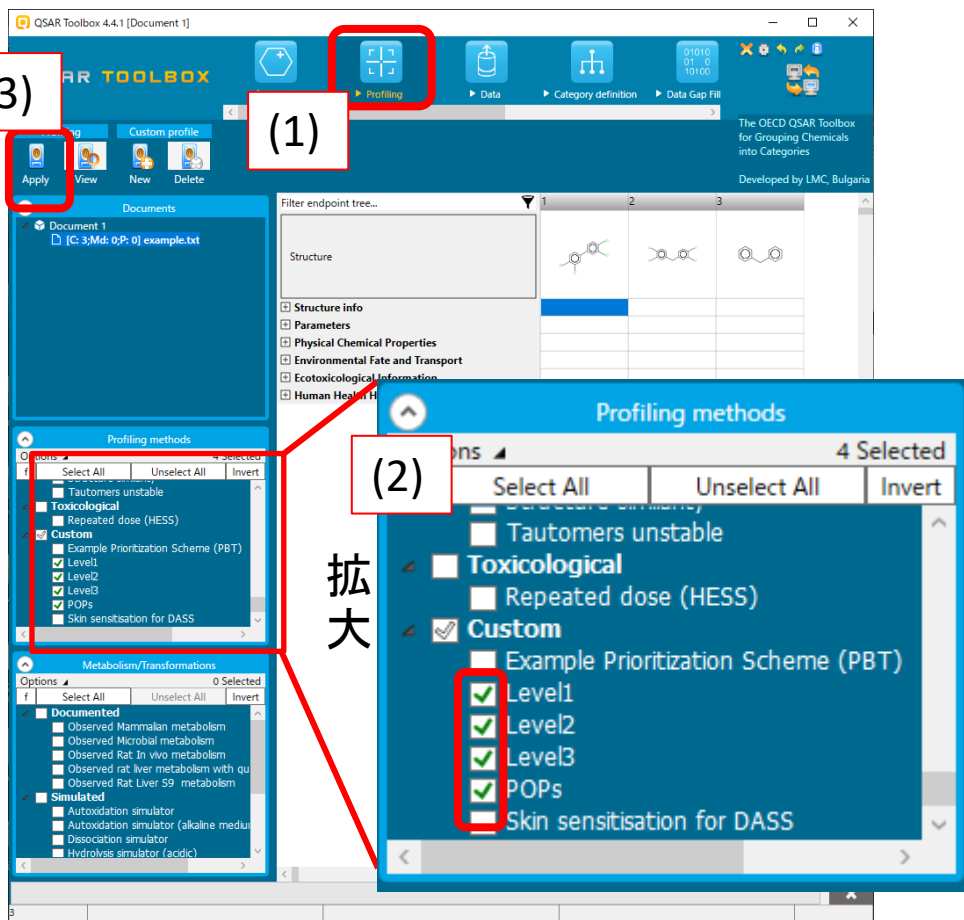 QSAR Toolbox 4.4.1 [Document 1]
TOOLBOX
Profiling
Data
Category definition
Data Gap Fill
01010
01 0
10100
The OECD QSAR Toolbox
for Grouping Chemicals
into Categories
Developed by LMC, Bulgaria
3)
(1)
Custom profile
Apply
View
New
Delete
Documents
Document 1
[C: 3;Md: 0;P: 0] example.txt
Filter endpoint tree...
1
2
3
Structure
Structure info
Parameters
Physical Chemical Properties
Environmental Fate and Transport
Ecotoxicological Information
Human Health H
Profiling methods
Options
4 Selected
f
Select All
Unselect All
Invert
Tautomers unstable
Toxicological
Repeated dose (HESS)
Custom
Example Prioritization Scheme (PBT)
Level1
Level2
Level3
POPs
Skin sensitisation for DASS
Metabolism/Transformations
Options
0 Selected
f
Select All
Unselect All
Invert
Documented
Observed Mammalian metabolism
Observed Microbial metabolism
Observed Rat In vivo metabolism
Observed rat liver metabolism with qu
Observed Rat Liver S9 metabolism
Simulated
Autoxidation simulator
Autoxidation simulator (alkaline mediu
Dissociation simulator
Hydrolysis simulator (acidic)
拡
大
Profiling methods
(2)
ons
4 Selected
Select All
Unselect All
Invert
Tautomers unstable
Toxicological
Repeated dose (HESS)
Custom
Example Prioritization Scheme (PBT)
Level1
Level2
Level3
POPs
Skin sensitisation for DASS
3